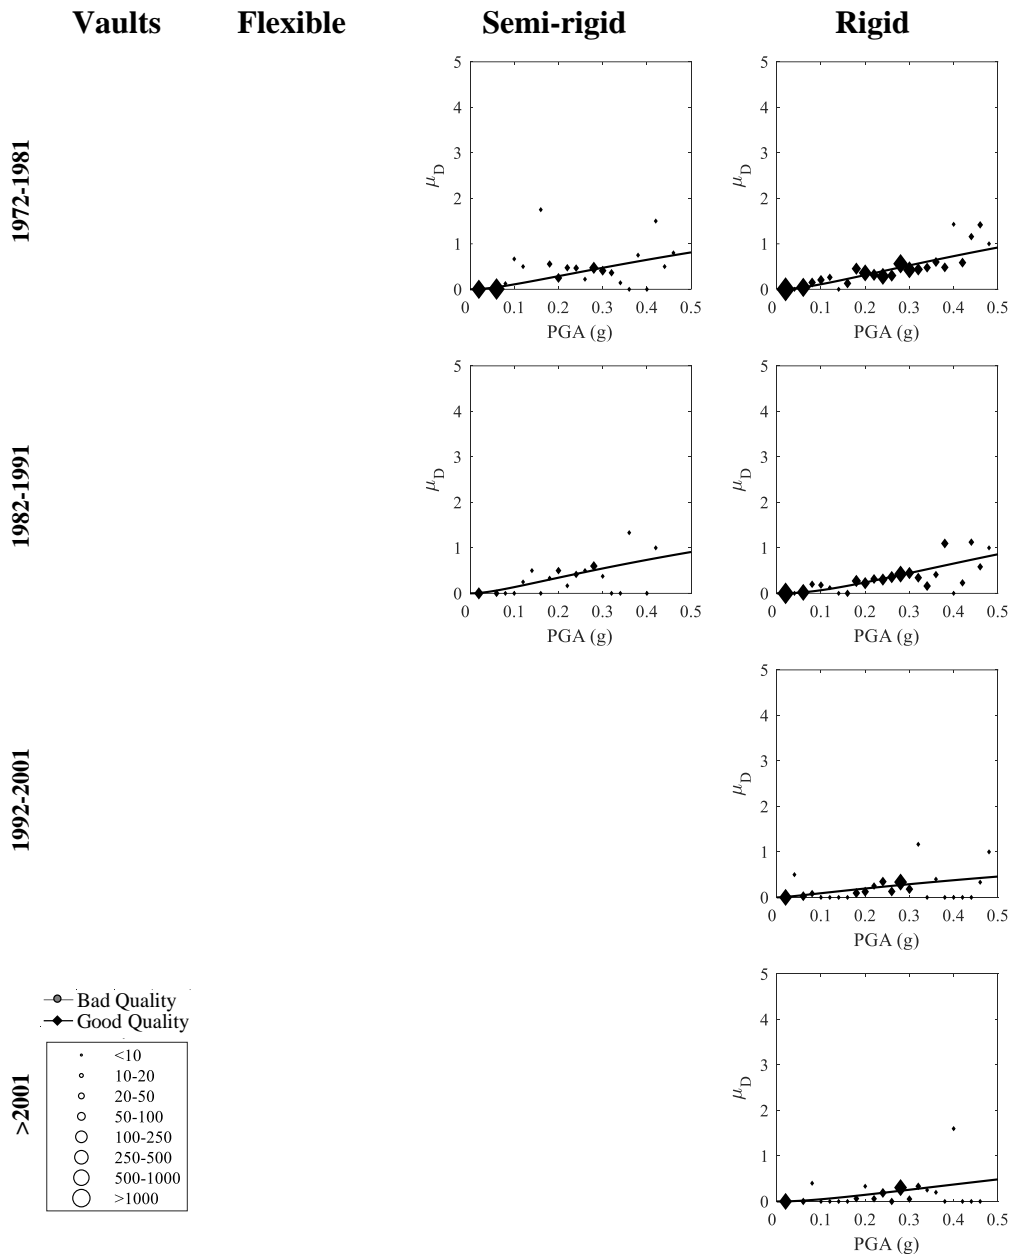 Vaults Flexible Semi-rigid Rigid
1972-1981
5
4
3
2
1
0
μD
0 0.1 0.2 0.3 0.4 0.5
PGA (g)
5
4
3
2
1
0
μD
0 0.1 0.2 0.3 0.4 0.5
PGA (g)
1982-1991
5
4
3
2
1
0
μD
0 0.1 0.2 0.3 0.4 0.5
PGA (g)
5
4
3
2
1
0
μD
0 0.1 0.2 0.3 0.4 0.5
PGA (g)
1992-2001
5
4
3
2
1
0
μD
0 0.1 0.2 0.3 0.4 0.5
PGA (g)
>2001
Bad Quality
Good Quality
<10
10-20
20-50
50-100
100-250
250-500
500-1000
>1000
5
4
3
2
1
0
μD
0 0.1 0.2 0.3 0.4 0.5
PGA (g)